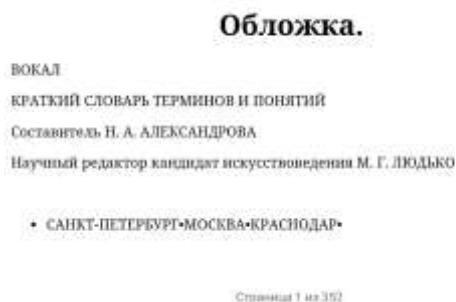 Обложка.
ВОКАЛ
КРАТКИЙ СЛОВАРЬ ТЕРМИНОВ И ПОНЯТИЙ
Составитель Н. А. АЛЕКСАНДРОВА
Научный редактор кандидат искусствоведения М. Г. ЛЮДЬКО
• САНКТ-ПЕТЕРБУРГ•МОСКВА•КРАСНОДАР•
Страница 1 из 352